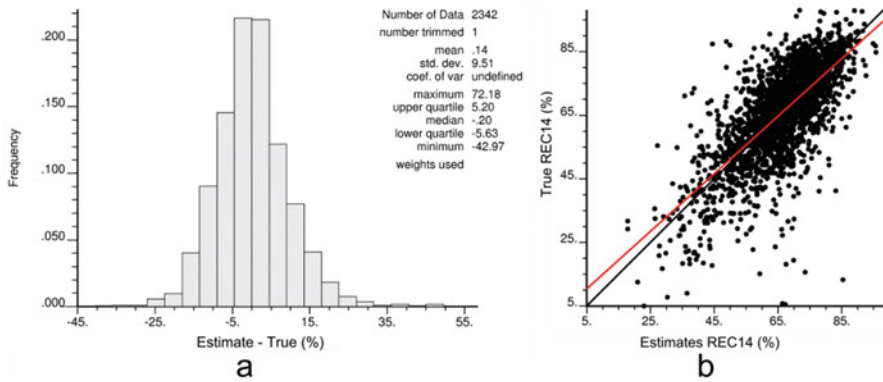 Number of Data 2342
number trimmed 1
mean .14
std. dev. 9.51
coef. of var undefined
maximum 72.18
upper quartile 5.20
median -.20
lower quartile -5.63
minimum -42.97
weights used
Frequency
.200
.150
.100
.050
.000
-45. -25. -5. 15. 35. 55.
Estimate - True (%)
a
True REC14 (%)
85.
65.
45.
25.
5.
5. 25. 45. 65. 85.
Estimates REC14 (%)
b